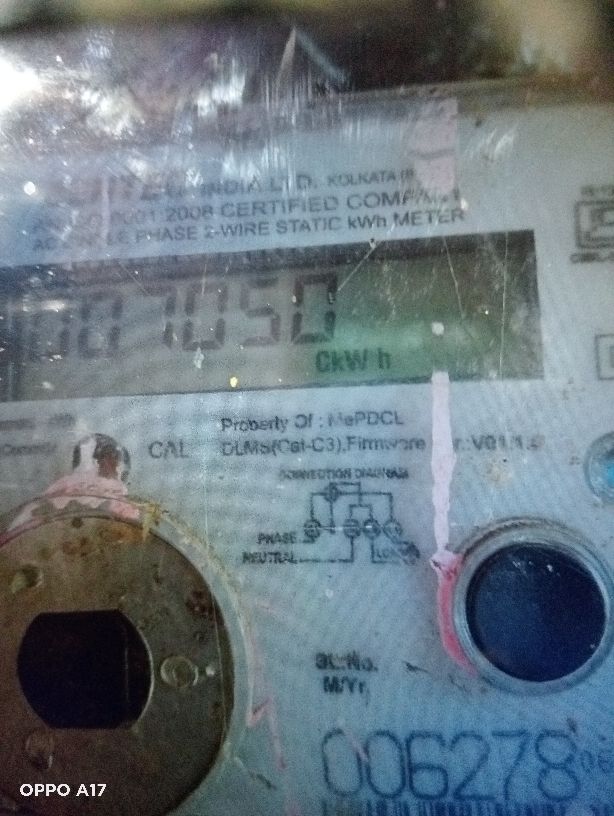 INDIA LTD. KOLKATA
9001:2008 CERTIFIED COMPANY
PHASE 2-WIRE STATIC kWh METER
007050
CkWh
Property Of : MePDCL
CAL
DLMS(Cat-C3),Firmware
CONNECTION DIAGRAM
PHASE
NEUTRAL
LOAD
SL.No.
M/Yr.
006278
OPPO A17